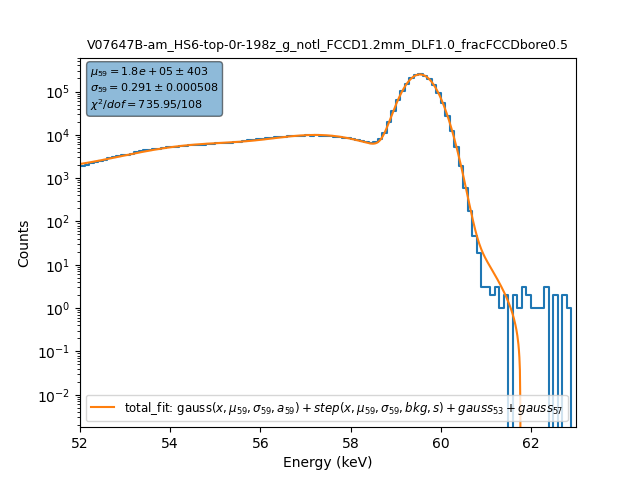 V07647B-am_HS6-top-0r-198z_g_notl_FCCD1.2mm_DLF1.0_fracFCCDbore0.5
μ₅₉ = 1.8e + 05 ± 403
σ₅₉ = 0.291 ± 0.000508
χ²/dof = 735.95/108
Counts
10⁵
10⁴
10³
10²
10¹
10⁰
10⁻¹
10⁻²
total_fit: gauss(x, μ₅₉, σ₅₉, a₅₉) + step(x, μ₅₉, σ₅₉, bkg, s) + gauss₅₃ + gauss₅₇
52 54 56 58 60 62
Energy (keV)